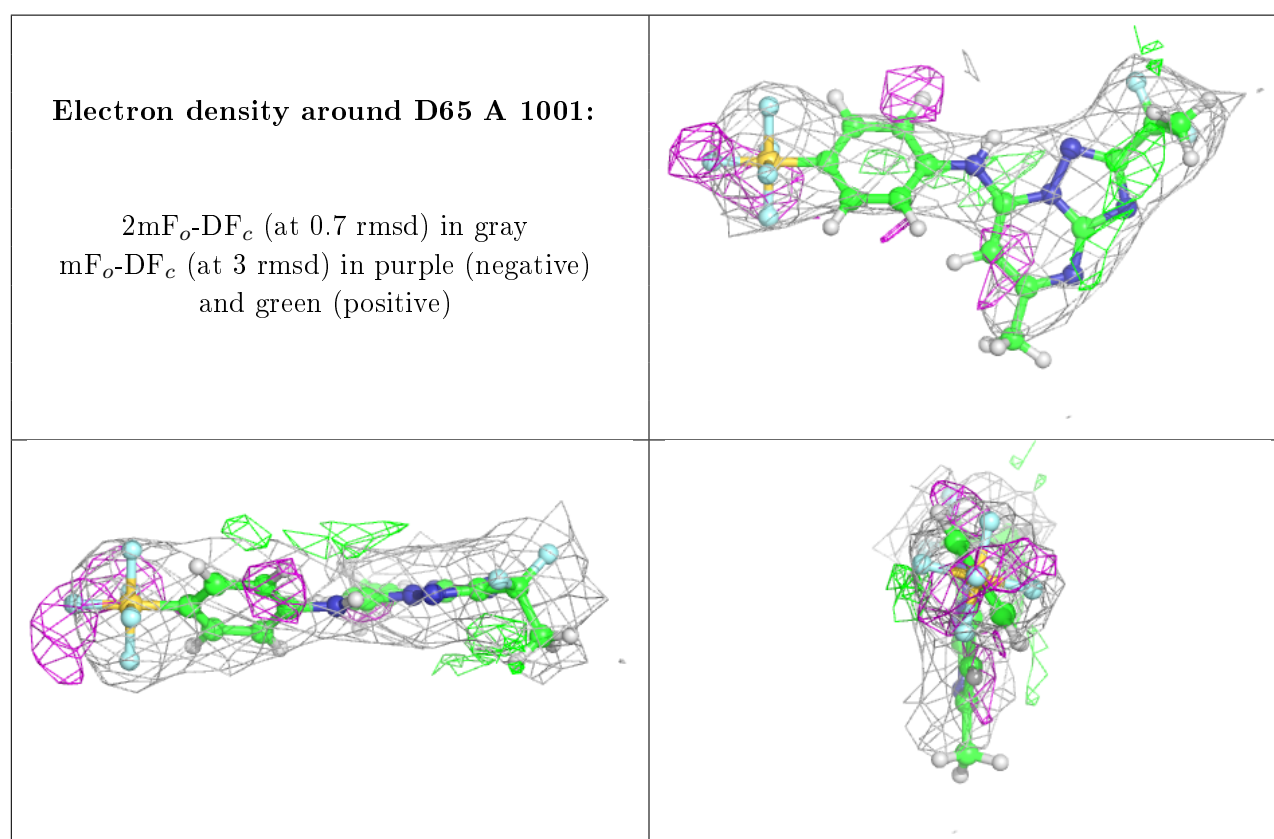 Electron density around D65 A 1001:
2mFo-DFc (at 0.7 rmsd) in gray
mFo-DFc (at 3 rmsd) in purple (negative)
and green (positive)